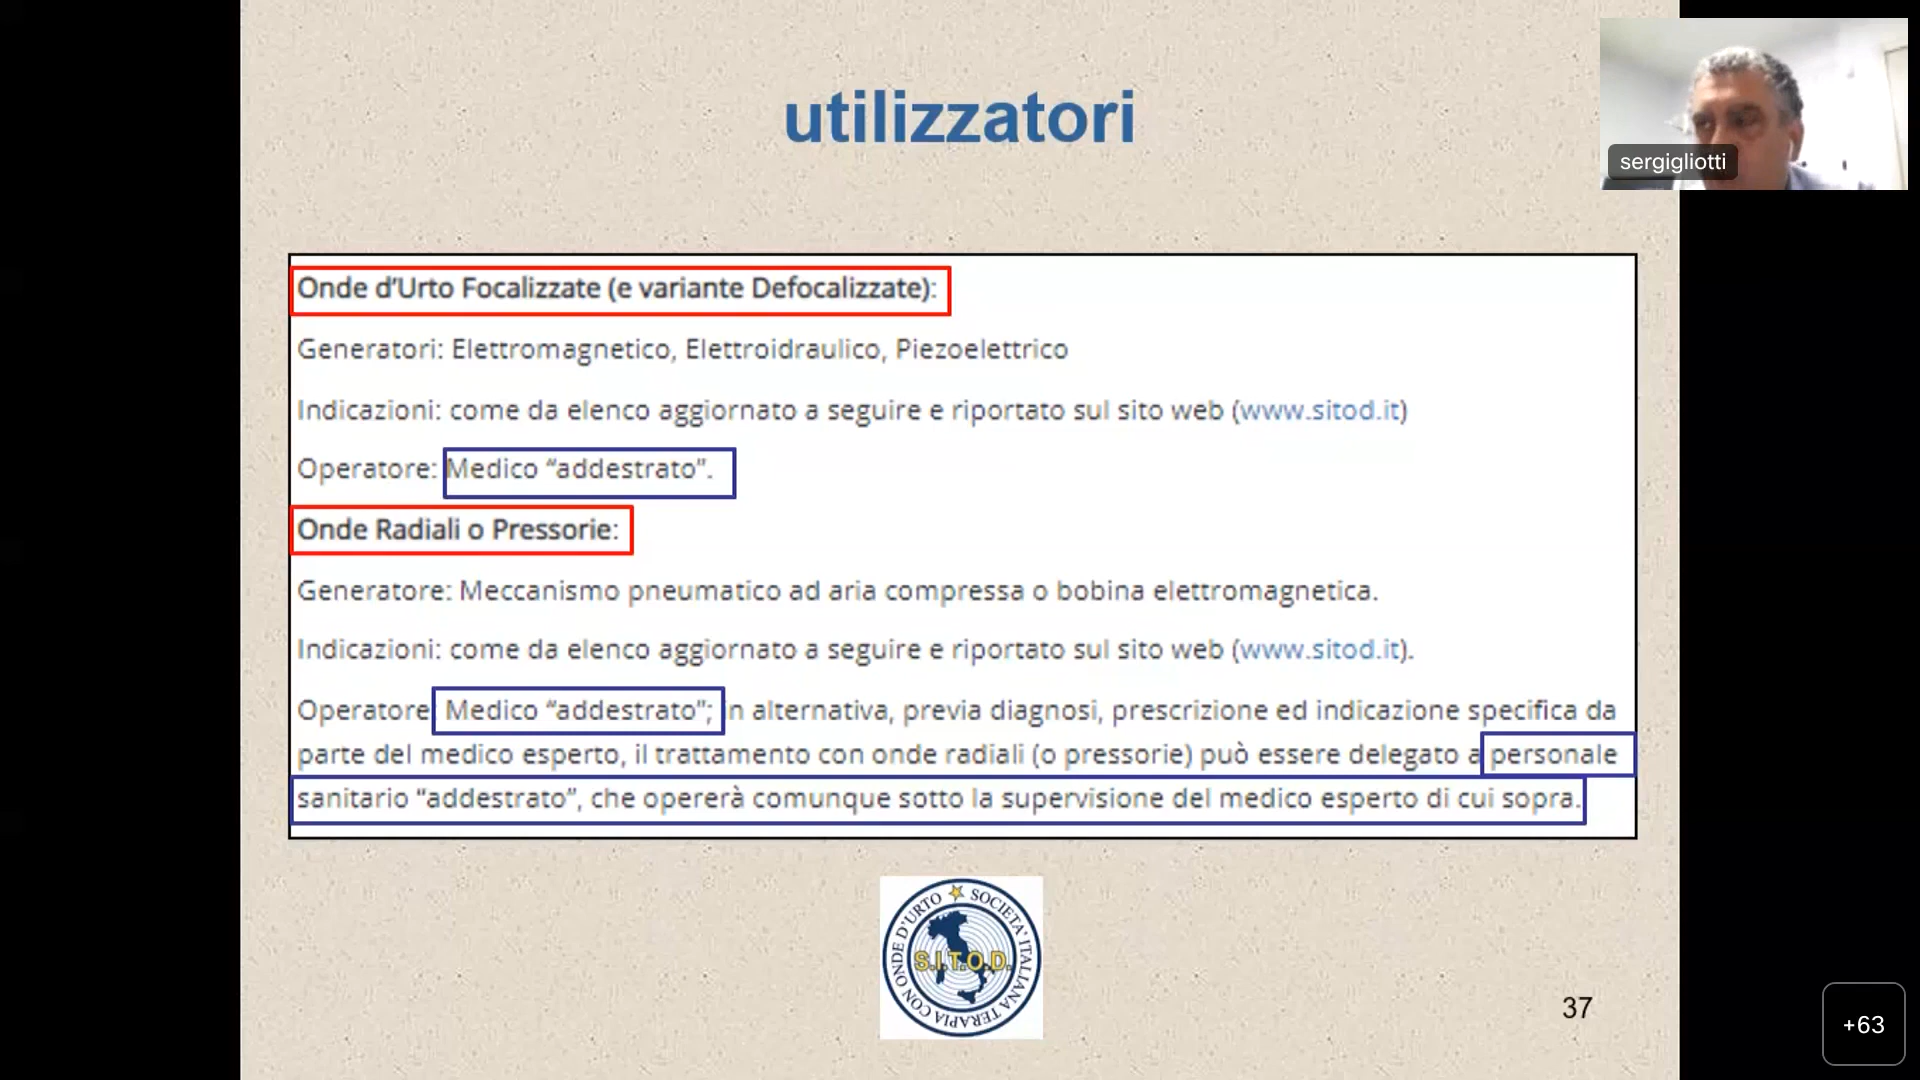 utilizzatori
sergigliotti
Onde d’Urto Focalizzate (e variante Defocalizzate):
Generatori: Elettromagnetico, Elettroidraulico, Piezoelettrico
Indicazioni: come da elenco aggiornato a seguire e riportato sul sito web (www.sitod.it)
Operatore: Medico “addestrato”.
Onde Radiali o Pressorie:
Generatore: Meccanismo pneumatico ad aria compressa o bobina elettromagnetica.
Indicazioni: come da elenco aggiornato a seguire e riportato sul sito web (www.sitod.it).
Operatore: Medico “addestrato”; in alternativa, previa diagnosi, prescrizione ed indicazione specifica da
parte del medico esperto, il trattamento con onde radiali (o pressorie) può essere delegato a personale
sanitario “addestrato”, che opererà comunque sotto la supervisione del medico esperto di cui sopra.
SOCIETA' ITALIANA TERAPIA CON ONDE D'URTO
S.I.T.O.D.
37
+63